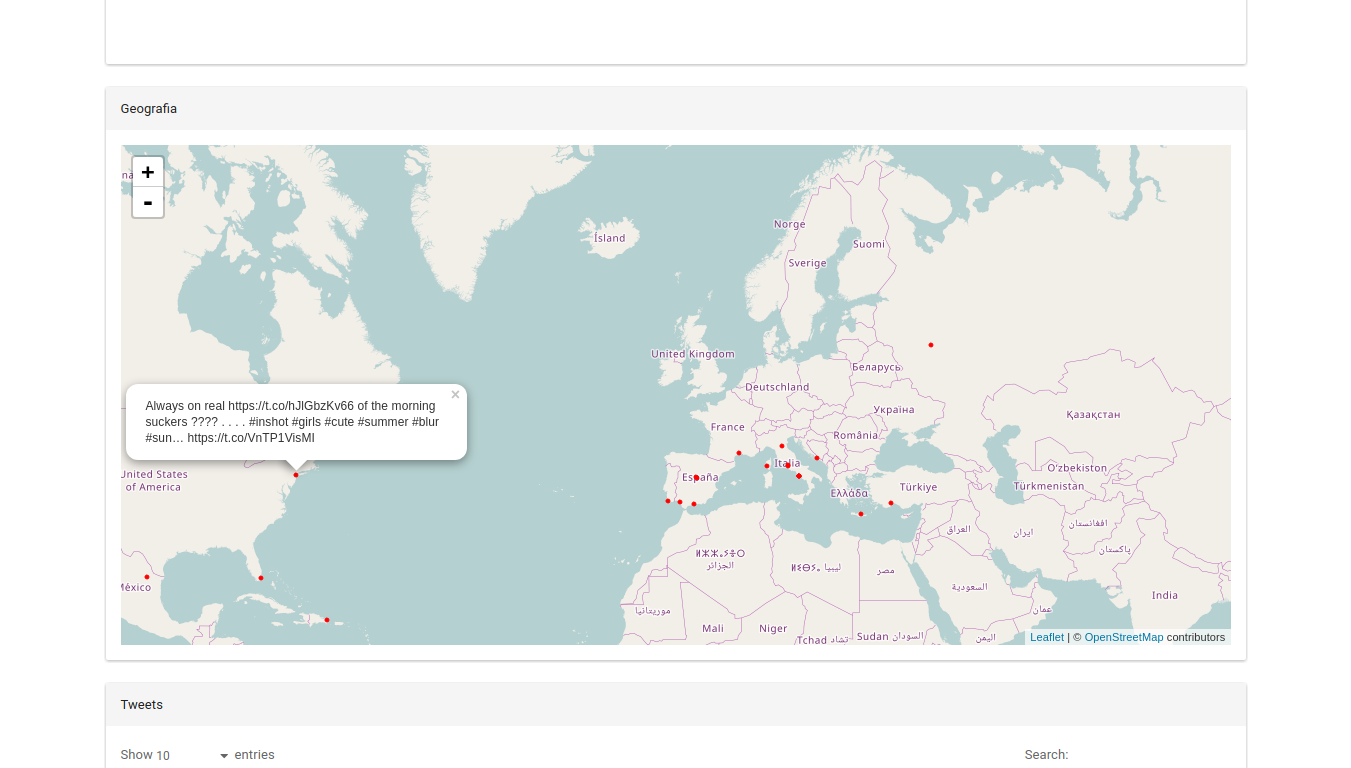 Geografia
+
-
na
Ísland
Norge
Suomi
Sverige
United Kingdom
Беларусь
Deutschland
×
Always on real https://t.co/hJlGbzKv66 of the morning
suckers ???? . . . . #inshot #girls #cute #summer #blur
#sun… https://t.co/VnTP1VisMI
Україна
Қазақстан
France
România
Italia
Oʻzbekiston
United States
of America
España
Türkiye
Türkmenistan
Ελλάδα
افغانستان
العراق
ایران
پاکستان
ⵍⵣⵣⴰⵢⴻⵔ
الجزائر
ⵍⵉⴱⵢⴰ ليبيا
مصر
México
السعودية
India
موريتانيا
عمان
Mali
Niger
Tchad تشاد
Sudan السودان
اليمن
Leaflet | © OpenStreetMap contributors
Tweets
Show 10 entries
Search: